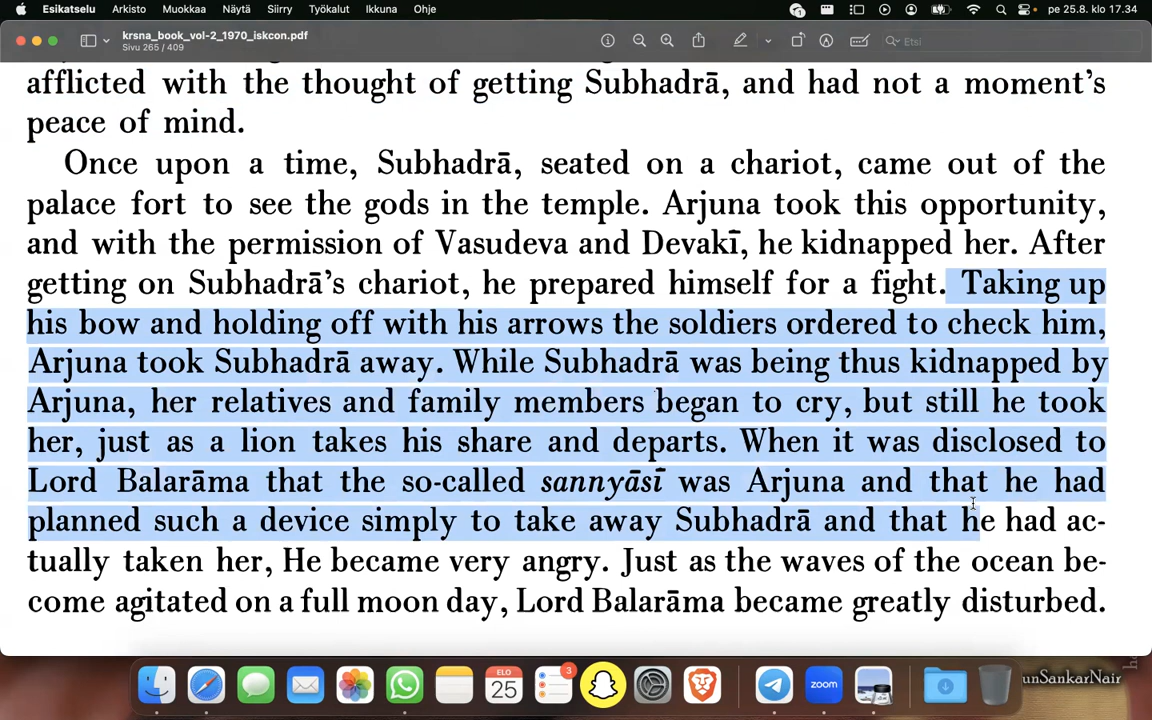 Esikatselu Arkisto Muokkaa Näytä Siirry Työkalut Ikkuna Ohje pe 25.8. klo 17.34
krsna_book_vol-2_1970_iskcon.pdf
Sivu 265 / 409
Etsi
afflicted with the thought of getting Subhadrā, and had not a moment's
peace of mind.
Once upon a time, Subhadrā, seated on a chariot, came out of the
palace fort to see the gods in the temple. Arjuna took this opportunity,
and with the permission of Vasudeva and Devakī, he kidnapped her. After
getting on Subhadrā's chariot, he prepared himself for a fight. Taking up
his bow and holding off with his arrows the soldiers ordered to check him,
Arjuna took Subhadrā away. While Subhadrā was being thus kidnapped by
Arjuna, her relatives and family members began to cry, but still he took
her, just as a lion takes his share and departs. When it was disclosed to
Lord Balarāma that the so-called sannyāsī was Arjuna and that he had
planned such a device simply to take away Subhadrā and that he had ac-
tually taken her, He became very angry. Just as the waves of the ocean be-
come agitated on a full moon day, Lord Balarāma became greatly disturbed.
ELO
25
3
zoom
unSankarNair